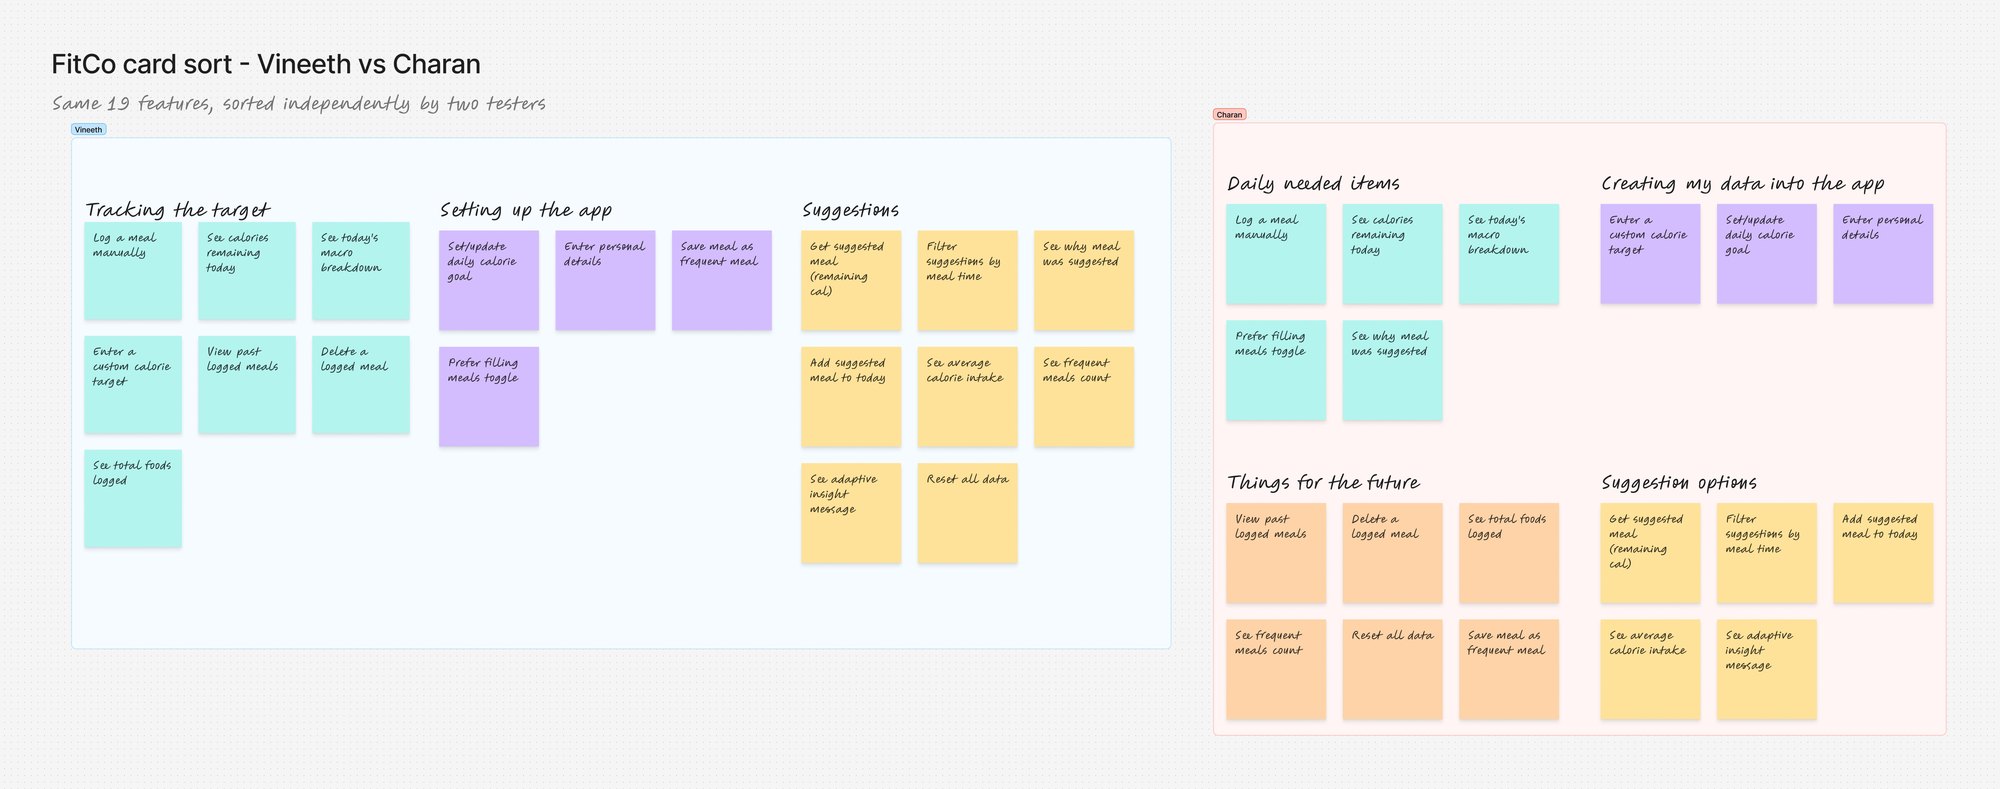 FitCo card sort - Vineeth vs Charan
Same 19 features, sorted independently by two testers
Vineeth
Tracking the target
Log a meal
manually
See calories
remaining
today
See today's
macro
breakdown
Enter a
custom calorie
target
View past
logged meals
Delete a
logged meal
See total foods
logged
Setting up the app
Set/update
daily calorie
goal
Enter personal
details
Save meal as
frequent meal
Prefer filling
meals toggle
Suggestions
Get suggested
meal
(remaining
cal)
Filter
suggestions by
meal time
See why meal
was suggested
Add suggested
meal to today
See average
calorie intake
See frequent
meals count
See adaptive
insight
message
Reset all data
Charan
Daily needed items
Log a meal
manually
See calories
remaining
today
See today's
macro
breakdown
Prefer filling
meals toggle
See why meal
was suggested
Creating my data into the app
Enter a
custom calorie
target
Set/update
daily calorie
goal
Enter personal
details
Things for the future
View past
logged meals
Delete a
logged meal
See total foods
logged
See frequent
meals count
Reset all data
Save meal as
frequent meal
Suggestion options
Get suggested
meal
(remaining
cal)
Filter
suggestions by
meal time
Add suggested
meal to today
See average
calorie intake
See adaptive
insight
message